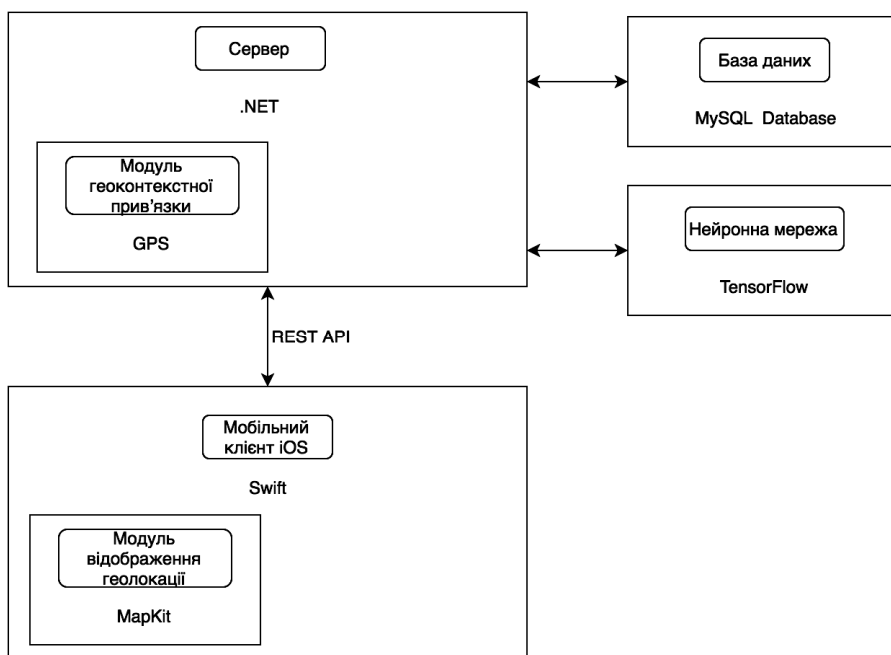 Сервер
.NET
Модуль
геоконтекстної
прив’язки
GPS
База даних
MySQL Database
Нейронна мережа
TensorFlow
REST API
Мобільний
клієнт iOS
Swift
Модуль
відображення
геолокації
MapKit